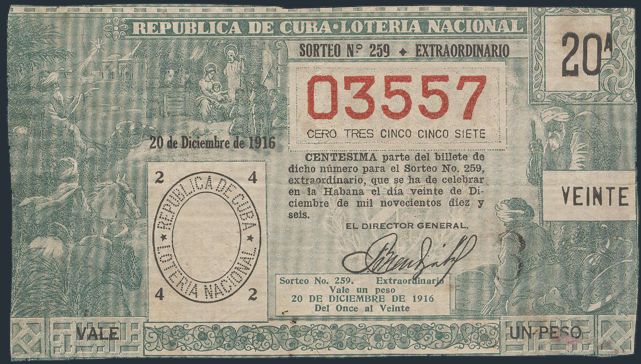 REPUBLICA DE CUBA·LOTERIA NACIONAL
SORTEO Nº 259 ✦ EXTRAORDINARIO
20A
03557
CERO TRES CINCO CINCO SIETE
20 de Diciembre de 1916
CENTESIMA parte del billete de
dicho número para el Sorteo No. 259,
extraordinario, que se ha de celebrar
en la Habana el día veinte de Di-
ciembre de mil novecientos diez y
seis.
VEINTE
EL DIRECTOR GENERAL,
2 4
★ REPUBLICA DE CUBA ★
LOTERIA NACIONAL
4 2
3
Sorteo No. 259. Extraordinario
Vale un peso
20 DE DICIEMBRE DE 1916
Del Once al Veinte
VALE
UN PESO